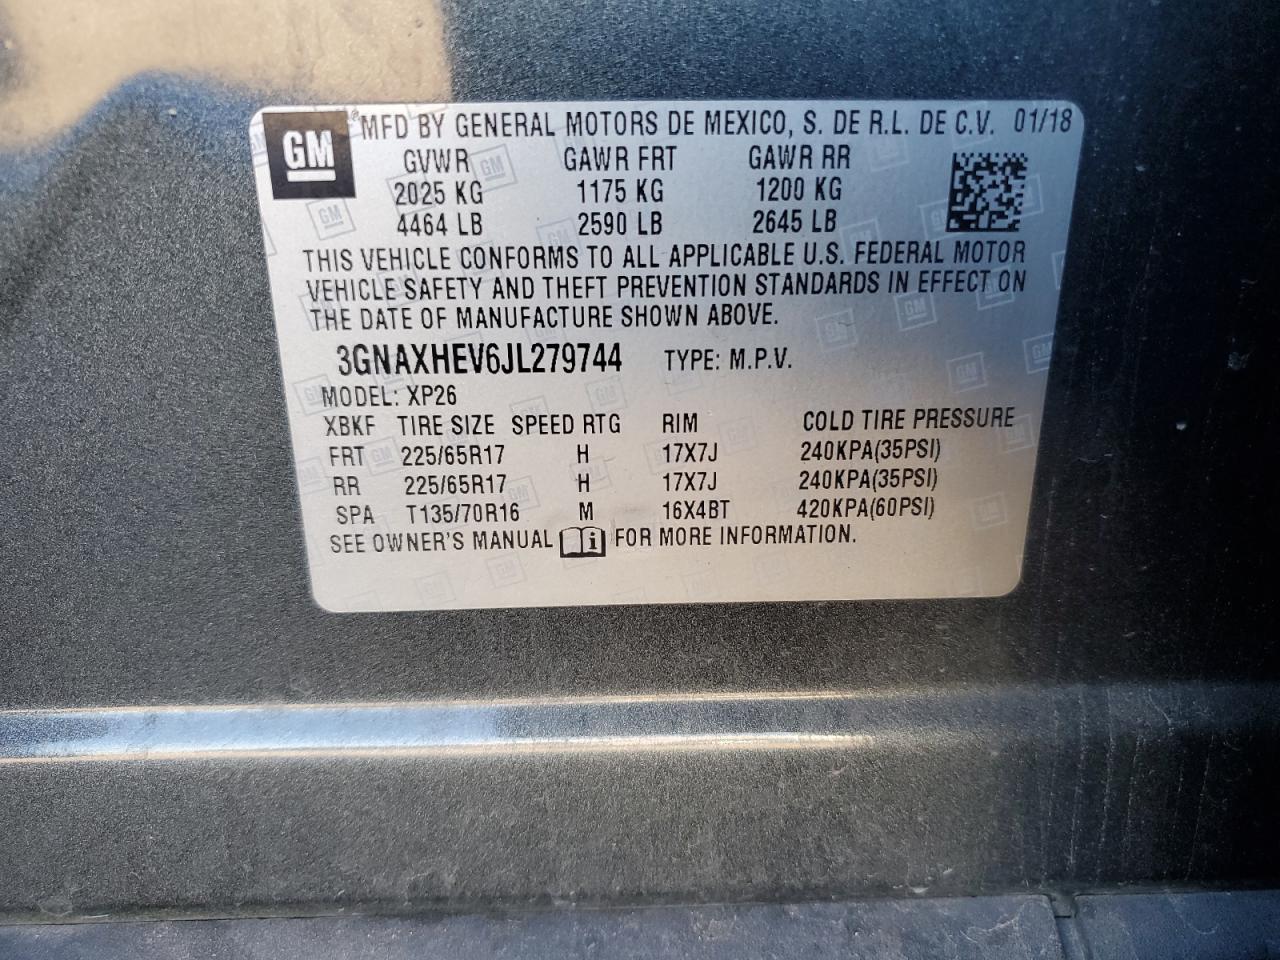 GM ® MFD BY GENERAL MOTORS DE MEXICO, S. DE R.L. DE C.V. 01/18
GVWR GAWR FRT GAWR RR
2025 KG 1175 KG 1200 KG
4464 LB 2590 LB 2645 LB
THIS VEHICLE CONFORMS TO ALL APPLICABLE U.S. FEDERAL MOTOR
VEHICLE SAFETY AND THEFT PREVENTION STANDARDS IN EFFECT ON
THE DATE OF MANUFACTURE SHOWN ABOVE.
3GNAXHEV6JL279744 TYPE: M.P.V.
MODEL: XP26
XBKF TIRE SIZE SPEED RTG RIM COLD TIRE PRESSURE
FRT 225/65R17 H 17X7J 240KPA(35PSI)
RR 225/65R17 H 17X7J 240KPA(35PSI)
SPA T135/70R16 M 16X4BT 420KPA(60PSI)
SEE OWNER'S MANUAL i FOR MORE INFORMATION.